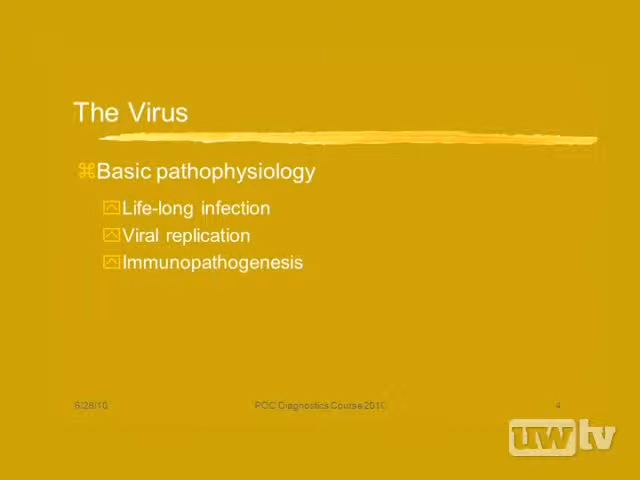 The Virus
Basic pathophysiology
Life-long infection
Viral replication
Immunopathogenesis
6/28/10 POC Diagnostics Course 2010 4
uwtv